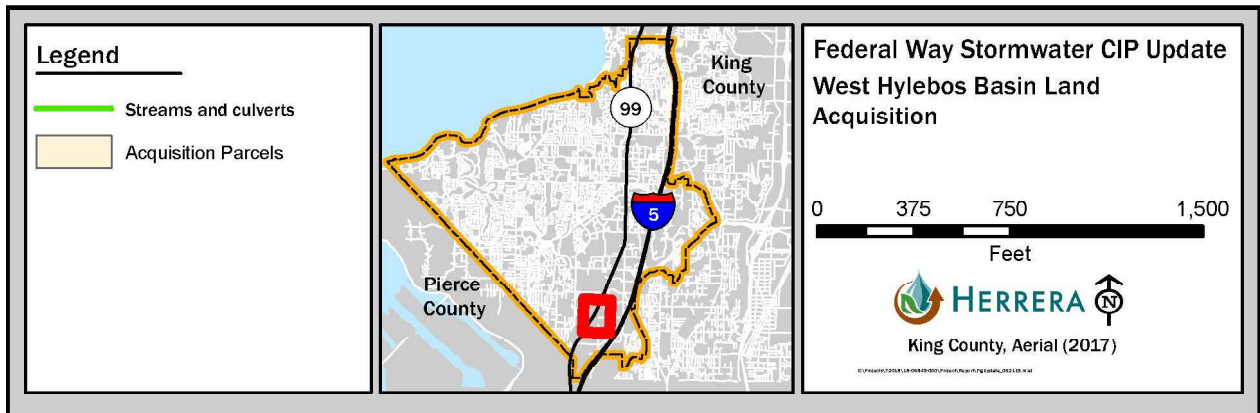 Legend
Streams and culverts
Acquisition Parcels
King
County
99
5
Pierce
County
Federal Way Stormwater CIP Update
West Hylebos Basin Land
Acquisition
0 375 750 1,500
Feet
HERRERA N
King County, Aerial (2017)